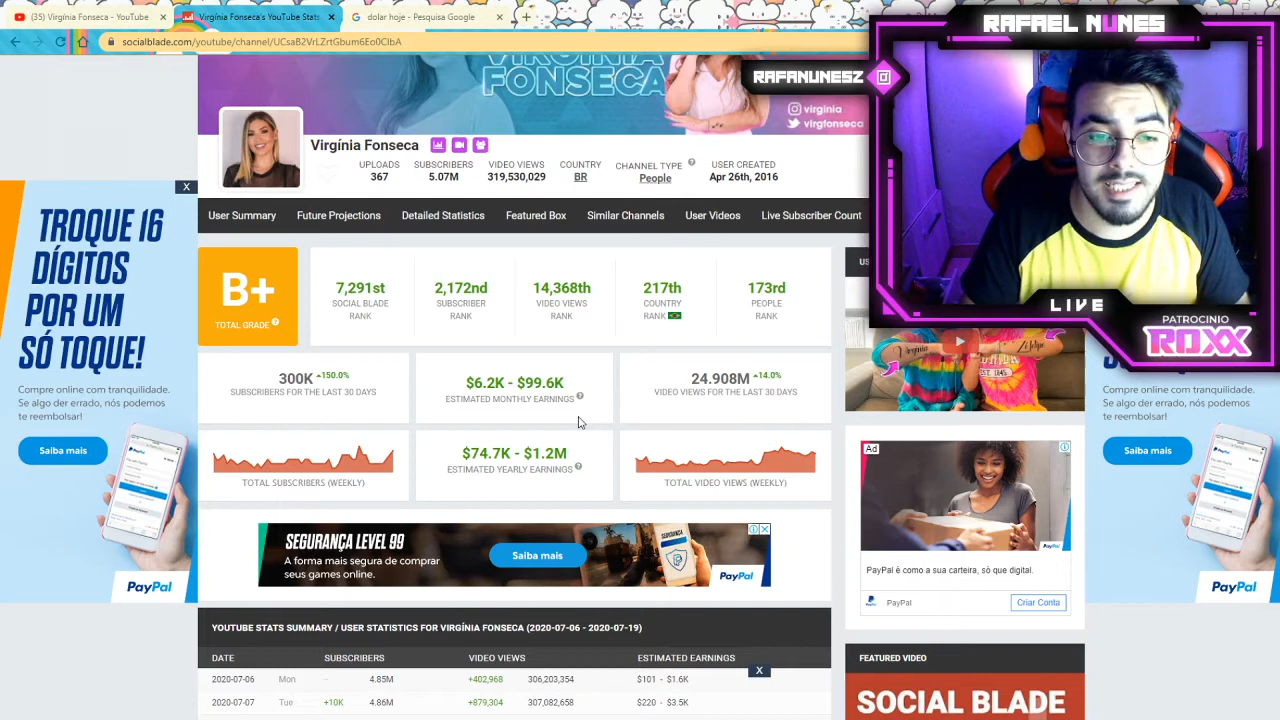 (35) Virgínia Fonseca - YouTube
Virgínia Fonseca's YouTube Stats
dolar hoje - Pesquisa Google
socialblade.com/youtube/channel/UCsaB2VrLZrtGbum6Eo0CIbA
RAFAEL NUNES
RAFANUNESZ
LIVE
PATROCINIO
ROXX
VIRGÍNIA
FONSECA
virginia
virgfonseca
Virgínia Fonseca
UPLOADS
367
SUBSCRIBERS
5.07M
VIDEO VIEWS
319,530,029
COUNTRY
BR
CHANNEL TYPE
People
USER CREATED
Apr 26th, 2016
User Summary
Future Projections
Detailed Statistics
Featured Box
Similar Channels
User Videos
Live Subscriber Count
X
TROQUE 16
DÍGITOS
POR UM
SÓ TOQUE!
Compre online com tranquilidade.
Se algo der errado, nós podemos
te reembolsar!
Saiba mais
PayPal
B+
TOTAL GRADE
7,291st
SOCIAL BLADE
RANK
2,172nd
SUBSCRIBER
RANK
14,368th
VIDEO VIEWS
RANK
217th
COUNTRY
RANK
173rd
PEOPLE
RANK
300K 150.0%
SUBSCRIBERS FOR THE LAST 30 DAYS
$6.2K - $99.6K
ESTIMATED MONTHLY EARNINGS
24.908M 14.0%
VIDEO VIEWS FOR THE LAST 30 DAYS
TOTAL SUBSCRIBERS (WEEKLY)
$74.7K - $1.2M
ESTIMATED YEARLY EARNINGS
TOTAL VIDEO VIEWS (WEEKLY)
SEGURANÇA LEVEL 99
A forma mais segura de comprar
seus games online.
Saiba mais
SEGURANÇA
PayPal
YOUTUBE STATS SUMMARY / USER STATISTICS FOR VIRGÍNIA FONSECA (2020-07-06 - 2020-07-19)
DATE SUBSCRIBERS VIDEO VIEWS ESTIMATED EARNINGS
X
2020-07-06 Mon -- 4.85M +402,968 306,203,354 $101 - $1.6K
2020-07-07 Tue +10K 4.86M +879,304 307,082,658 $220 - $3.5K
US
Virginia
Zé Felipe
Ad
PayPal
PayPal é como a sua carteira, só que digital.
PayPal
Criar Conta
FEATURED VIDEO
SOCIAL BLADE
SÓ TOQUE!
Compre online com tranquilidade.
Se algo der errado, nós podemos
te reembolsar!
Saiba mais
PayPal